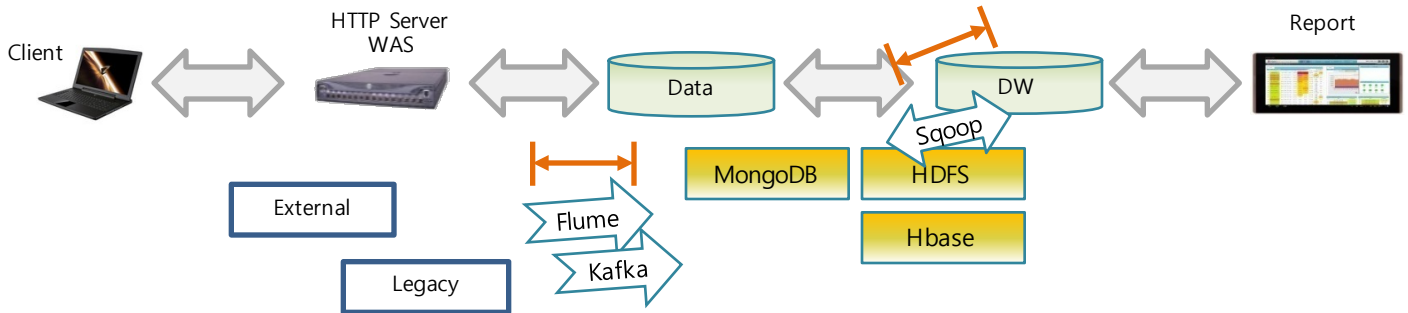 Client
HTTP Server
WAS
Data
DW
Report
Sqoop
MongoDB
HDFS
External
Flume
Hbase
Kafka
Legacy